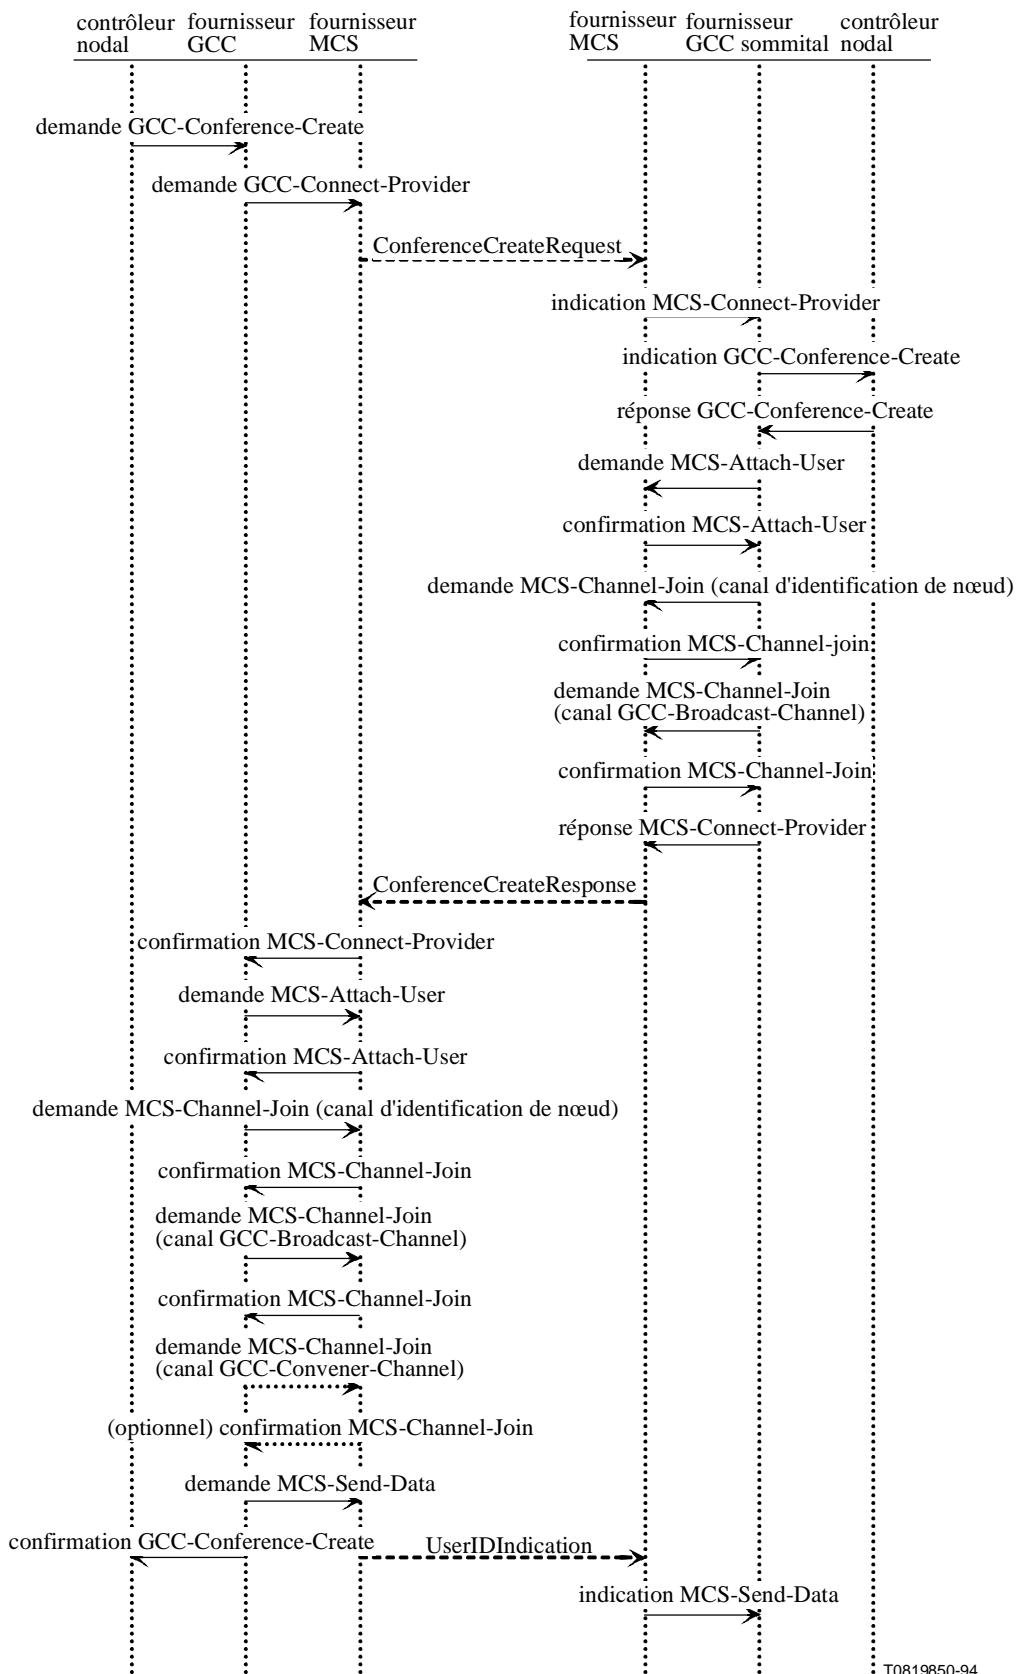 contrôleur
nodal
fournisseur
GCC
fournisseur
MCS
fournisseur
MCS
fournisseur
GCC sommital
contrôleur
nodal
demande GCC-Conference-Create
demande GCC-Connect-Provider
ConferenceCreateRequest
indication MCS-Connect-Provider
indication GCC-Conference-Create
réponse GCC-Conference-Create
demande MCS-Attach-User
confirmation MCS-Attach-User
demande MCS-Channel-Join (canal d'identification de nœud)
confirmation MCS-Channel-join
demande MCS-Channel-Join
(canal GCC-Broadcast-Channel)
confirmation MCS-Channel-Join
réponse MCS-Connect-Provider
ConferenceCreateResponse
confirmation MCS-Connect-Provider
demande MCS-Attach-User
confirmation MCS-Attach-User
demande MCS-Channel-Join (canal d'identification de nœud)
confirmation MCS-Channel-Join
demande MCS-Channel-Join
(canal GCC-Broadcast-Channel)
confirmation MCS-Channel-Join
demande MCS-Channel-Join
(canal GCC-Convener-Channel)
(optionnel) confirmation MCS-Channel-Join
demande MCS-Send-Data
confirmation GCC-Conference-Create
UserIDIndication
indication MCS-Send-Data
T0819850-94